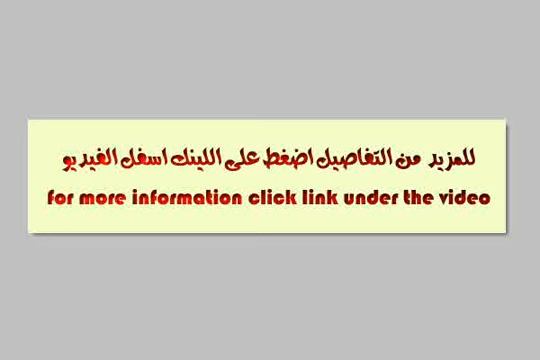 للمزيد من التفاصيل اضغط على اللينك اسفل الفيديو
for more information click link under the video